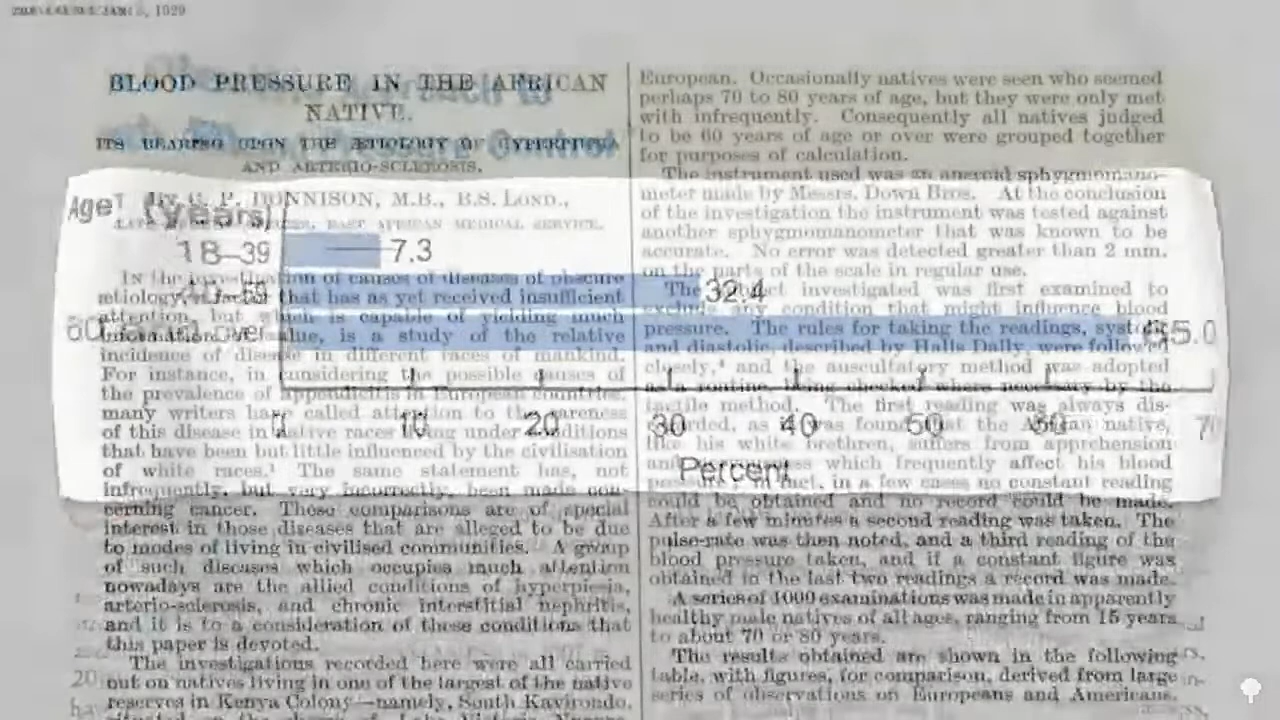 JAN. 5, 1929
BLOOD PRESSURE IN THE AFRICAN
NATIVE.
ITS BEARING UPON THE ÆTIOLOGY OF HYPERPIESIA
AND ARTERIO-SCLEROSIS.
BY C. P. DONNISON, M.B., B.S. LOND.,
EAST AFRICAN MEDICAL SERVICE.
In the investigation of causes of diseases of obscure
ætiology, a factor that has as yet received insufficient
attention, but which is capable of yielding much
information value, is a study of the relative
incidence of disease in different races of mankind.
For instance, in considering the possible causes of
the prevalence of appendicitis in European countries,
many writers have called attention to the rareness
of this disease in native races living under conditions
that have been but little influenced by the civilisation
of white races.¹ The same statement has, not
infrequently, but very incorrectly, been made con-
cerning cancer. These comparisons are of special
interest in those diseases that are alleged to be due
to modes of living in civilised communities. A group
of such diseases which occupies much attention
nowadays are the allied conditions of hyperpiesia,
arterio-sclerosis, and chronic interstitial nephritis,
and it is to a consideration of these conditions that
this paper is devoted.
The investigations recorded here were all carried
out on natives living in one of the largest of the native
reserves in Kenya Colony—namely, South Kavirondo,
European. Occasionally natives were seen who seemed
perhaps 70 to 80 years of age, but they were only met
with infrequently. Consequently all natives judged
to be 60 years of age or over were grouped together
for purposes of calculation.
The instrument used was an aneroid sphygmomano-
meter made by Messrs. Down Bros. At the conclusion
of the investigation the instrument was tested against
another sphygmomanometer that was known to be
accurate. No error was detected greater than 2 mm.
on the parts of the scale in regular use.
The subject investigated was first examined to
exclude any condition that might influence blood
pressure. The rules for taking the readings, systolic
and diastolic, described by Halls Dally, were followed
closely,⁴ and the auscultatory method was adopted
as a routine, being checked where necessary by the
tactile method. The first reading was always dis-
carded, as it was found that the African native,
like his white brethren, suffers from apprehension
and which frequently affect his blood
pressure. In fact, in a few cases no constant reading
could be obtained and no record could be made.
After a few minutes a second reading was taken. The
pulse-rate was then noted, and a third reading of the
blood pressure taken, and if a constant figure was
obtained in the last two readings a record was made.
A series of 1000 examinations was made in apparently
healthy male natives of all ages, ranging from 15 years
to about 70 or 80 years.
The results obtained are shown in the following
table, with figures, for comparison, derived from large
series of observations on Europeans and Americans.
Age (years)
18–39 7.3
32.4
60 and over 55.0
0 10 20 30 40 50 60 70
Percent